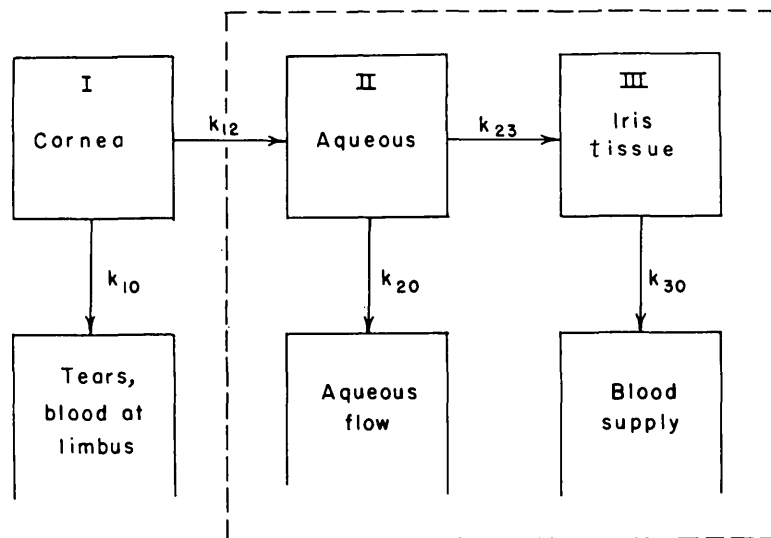 I
Cornea
k12
II
Aqueous
k23
III
Iris
tissue
k10
k20
k30
Tears,
blood at
limbus
Aqueous
flow
Blood
supply